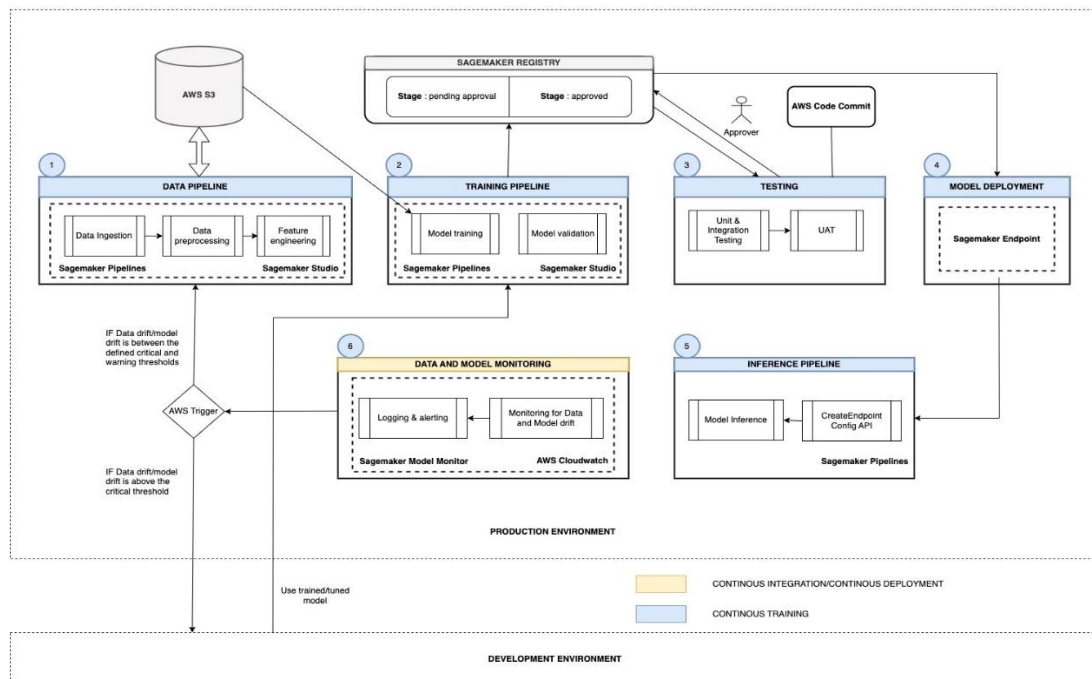 SAGEMAKER REGISTRY
AWS S3
Stage : pending approval
Stage : approved
Approver
AWS Code Commit
1
DATA PIPELINE
Data Ingestion
Data
preprocessing
Feature
engineering
Sagemaker Pipelines
Sagemaker Studio
2
TRAINING PIPELINE
Model training
Model validation
Sagemaker Pipelines
Sagemaker Studio
3
TESTING
Unit &
Integration
Testing
UAT
4
MODEL DEPLOYMENT
Sagemaker Endpoint
IF Data drift/model
drift is between the
defined critical and
warning thresholds
AWS Trigger
IF Data drift/model
drift is above the
critical threshold
6
DATA AND MODEL MONITORING
Logging & alerting
Monitoring for Data
and Model drift
Sagemaker Model Monitor
AWS Cloudwatch
5
INFERENCE PIPELINE
Model Inference
CreateEndpoint
Config API
Sagemaker Pipelines
PRODUCTION ENVIRONMENT
Use trained/tuned
model
CONTINOUS INTEGRATION/CONTINOUS DEPLOYMENT
CONTINOUS TRAINING
DEVELOPMENT ENVIRONMENT